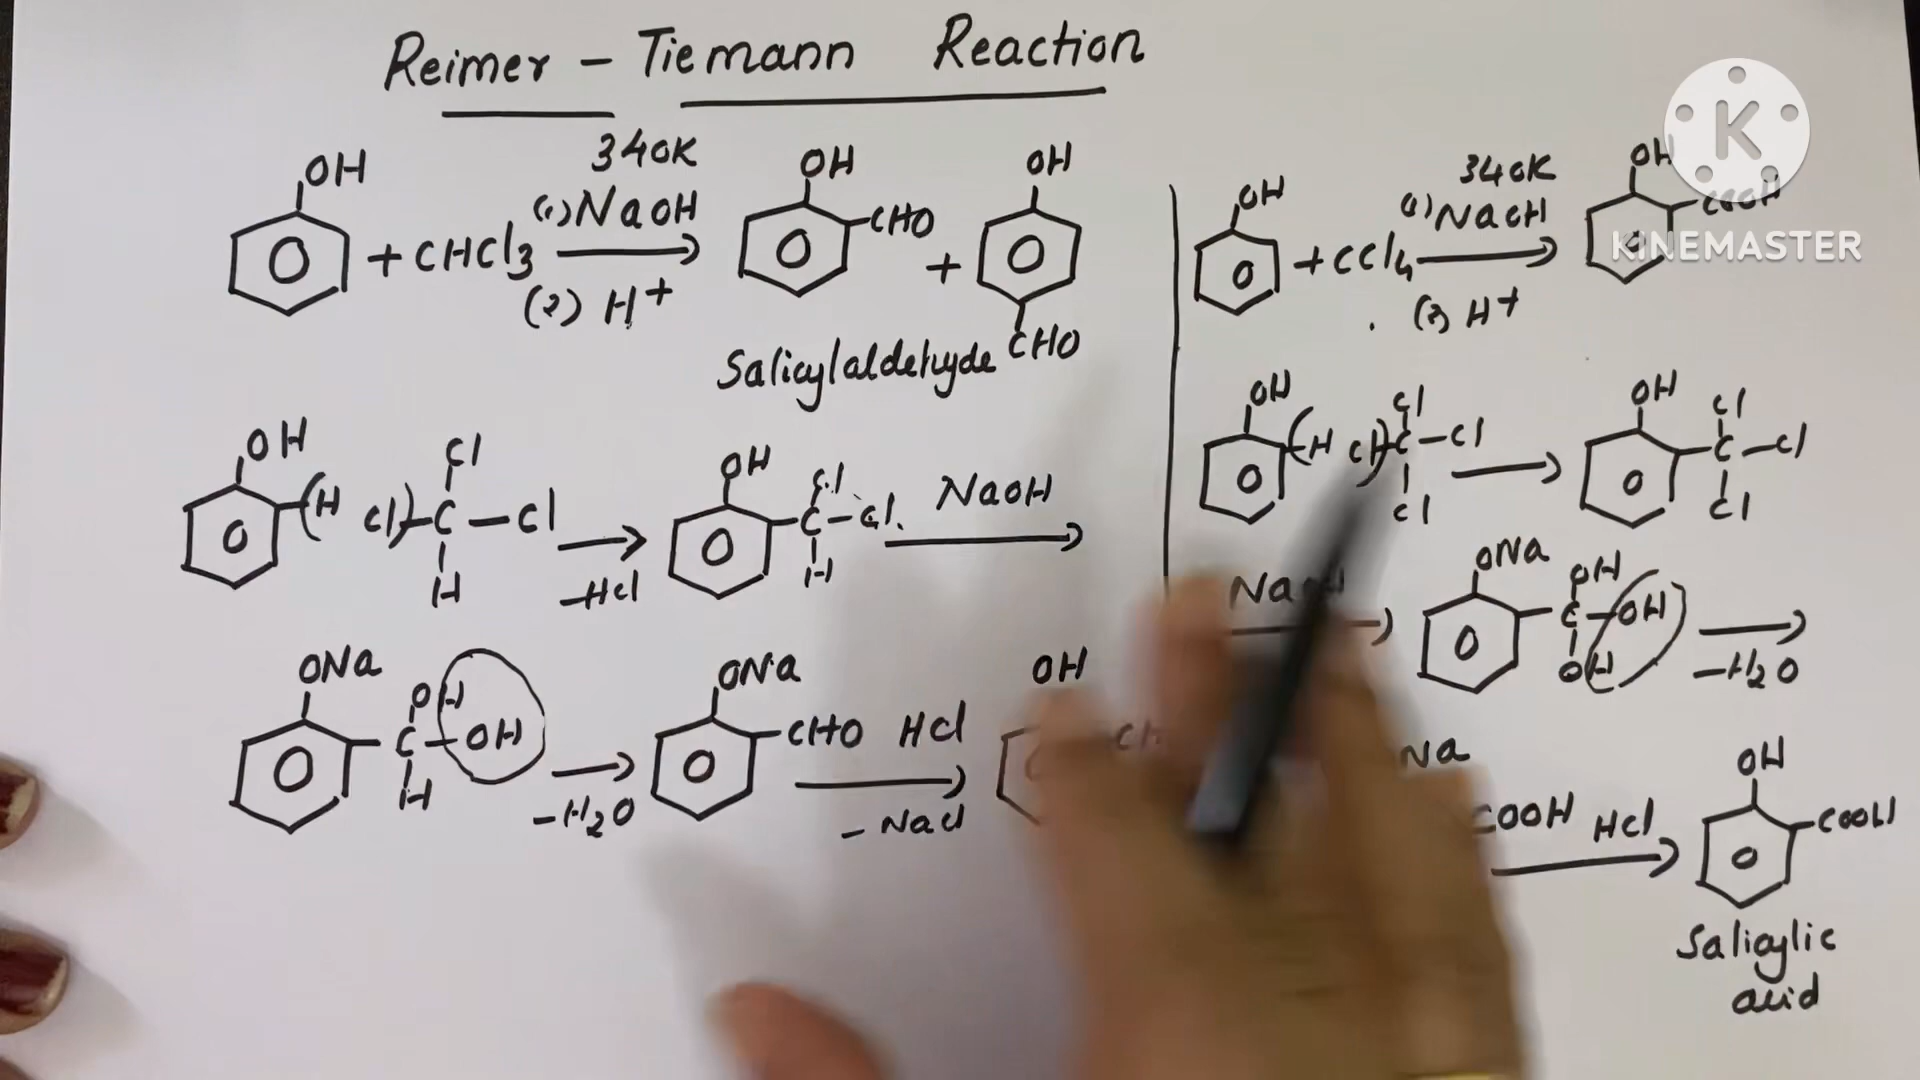 Reimer - Tiemann Reaction
OH + CHCl3 340K (1) NaOH (2) H+ OH CHO + OH CHO
Salicylaldehyde
OH H Cl Cl C Cl H -HCl OH Cl C Cl H NaOH
ONa OH C OH H -H2O ONa CHO HCl -NaCl OH
OH + CCl4 340K (1) NaOH (2) H+ OH COOH
OH H Cl Cl C Cl Cl OH Cl C Cl Cl
NaOH ONa OH C OH OH -H2O
Na COOH HCl OH COOH
Salicylic
acid
K
KINEMASTER